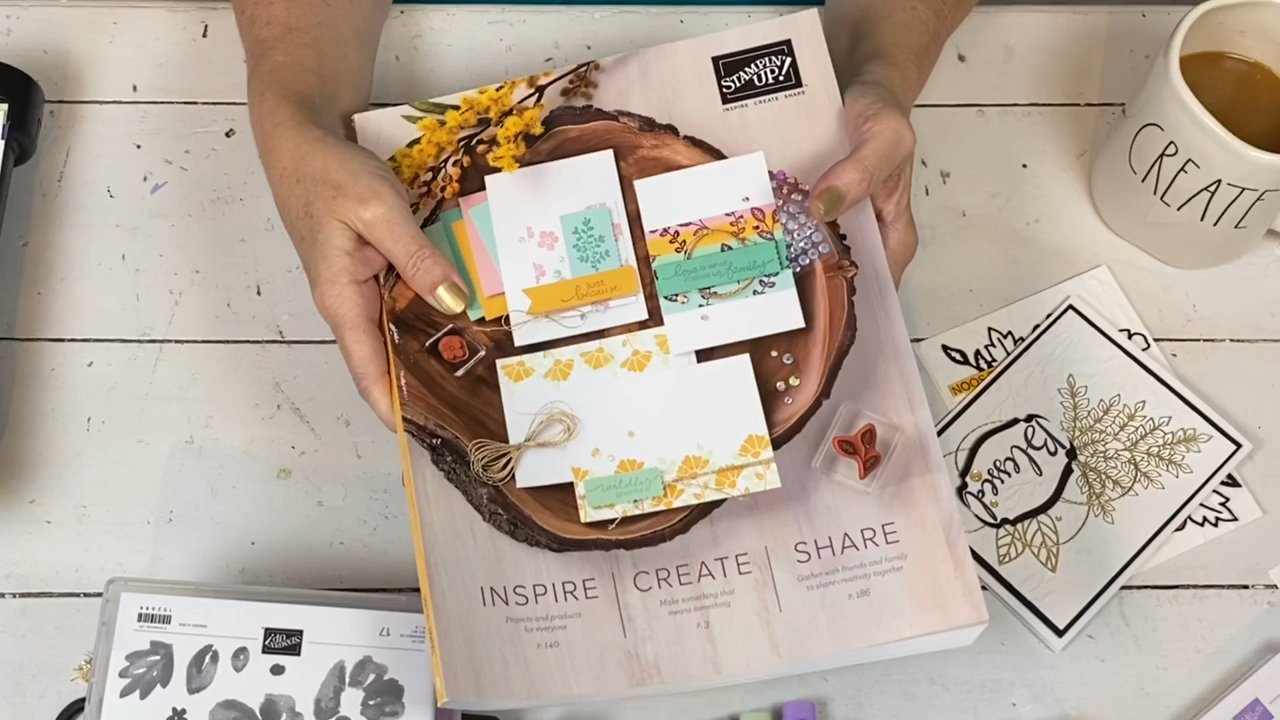 STAMPIN' UP!
INSPIRE CREATE SHARE
CREATE
just
because
love is what
makes us family
SOON
Blessed
wildly
INSPIRE
Projects and products
for everyone
P. 140
CREATE
Make something that
means something
P. 3
SHARE
Gather with friends and family
to share creativity together
P. 186
STAMPIN' UP!
17
152684